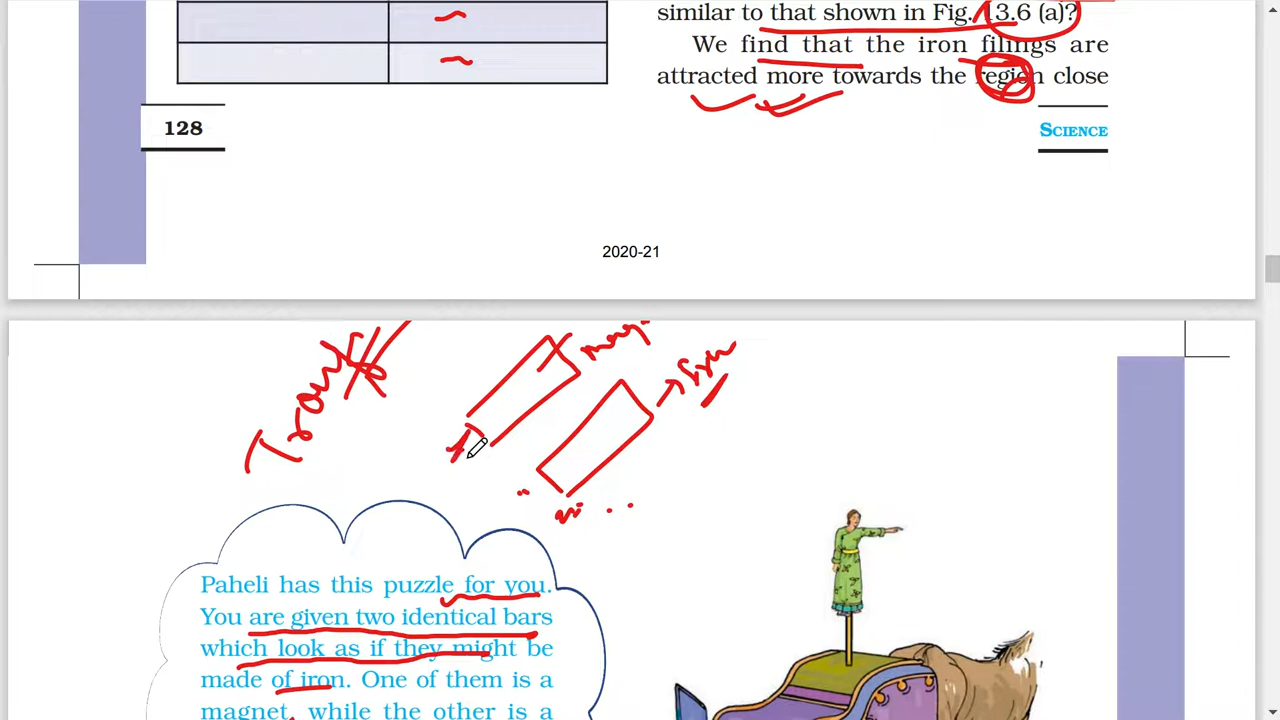 similar to that shown in Fig. 13.6 (a)?
We find that the iron filings are
attracted more towards the region close
128
SCIENCE
2020-21
Paheli has this puzzle for you.
You are given two identical bars
which look as if they might be
made of iron. One of them is a
magnet, while the other is a